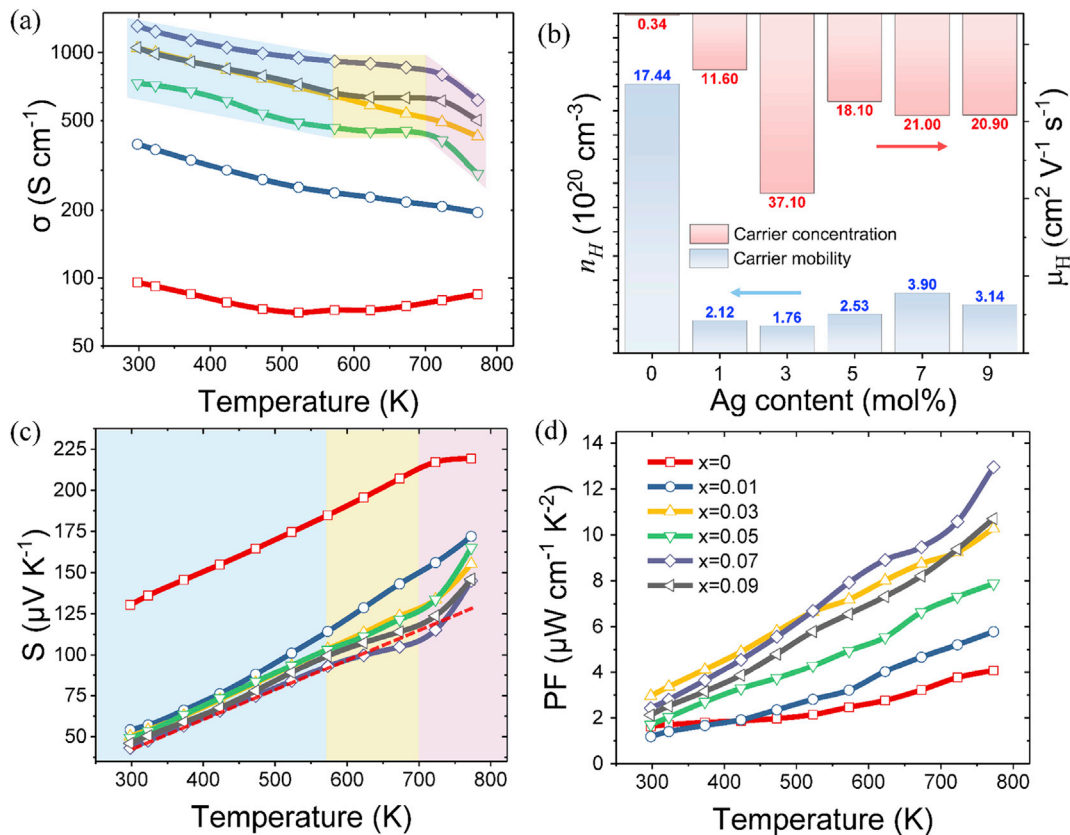 (a)
1000
500
200
100
50
σ (S cm⁻¹)
300 400 500 600 700 800
Temperature (K)
(b)
0.34
11.60
37.10
18.10
21.00
20.90
17.44
2.12
1.76
2.53
3.90
3.14
Carrier concentration
Carrier mobility
n_H (10²⁰ cm⁻³)
μ_H (cm² V⁻¹ s⁻¹)
0 1 3 5 7 9
Ag content (mol%)
(c)
225
200
175
150
125
100
75
50
S (μV K⁻¹)
300 400 500 600 700 800
Temperature (K)
(d)
14
12
10
8
6
4
2
0
PF (μW cm⁻¹ K⁻²)
x=0
x=0.01
x=0.03
x=0.05
x=0.07
x=0.09
300 400 500 600 700 800
Temperature (K)